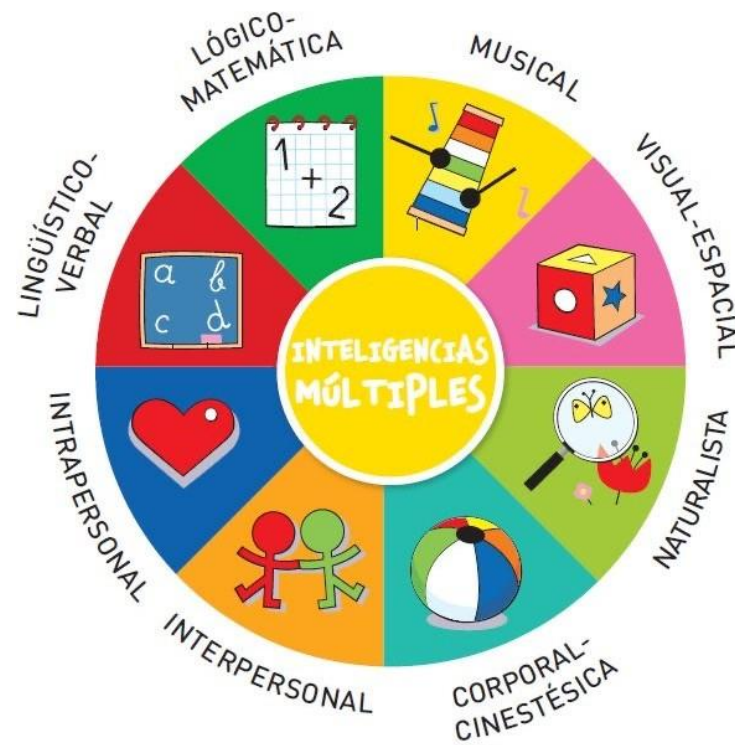 LÓGICO-
MATEMÁTICA
MUSICAL
VISUAL-ESPACIAL
NATURALISTA
CORPORAL-
CINESTÉSICA
INTERPERSONAL
INTRAPERSONAL
LINGÜÍSTICO-
VERBAL
INTELIGENCIAS
MÚLTIPLES
1
+
2
a b
c d